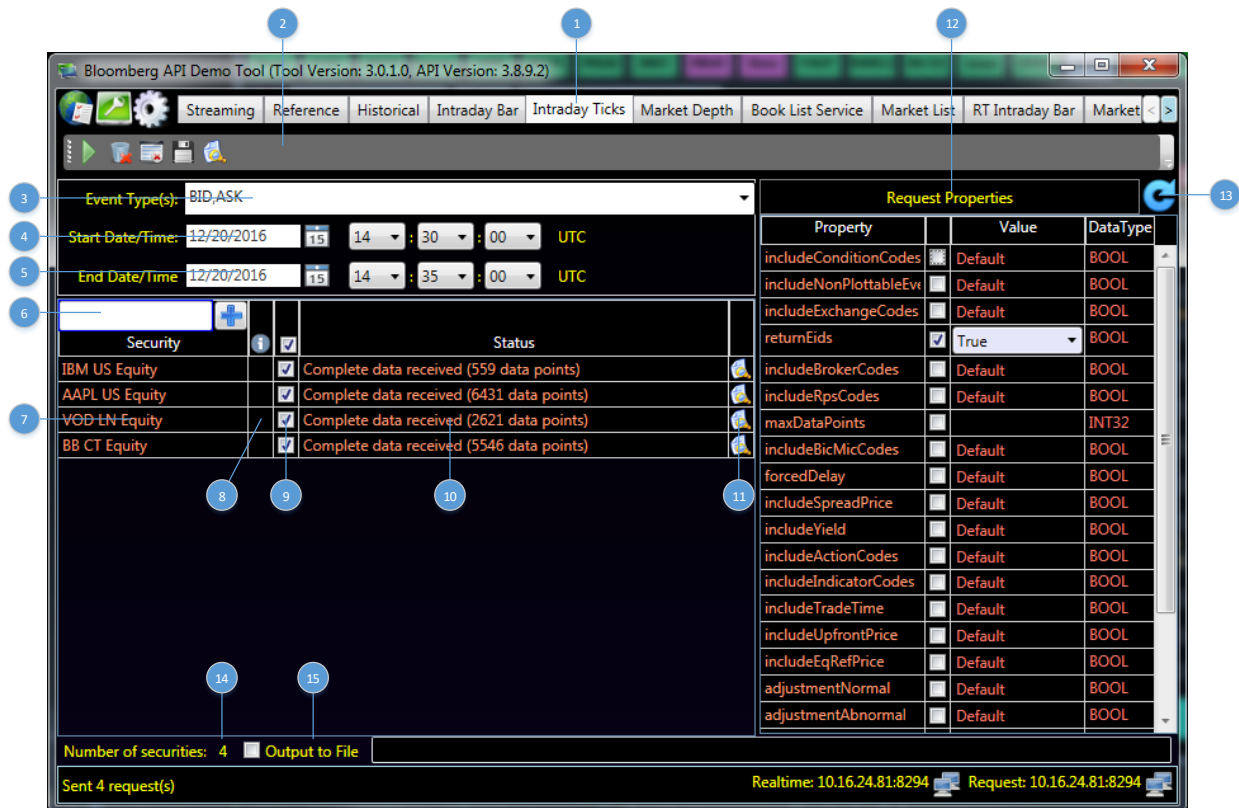 2 1 12
Bloomberg API Demo Tool (Tool Version: 3.0.1.0, API Version: 3.8.9.2)
Streaming Reference Historical Intraday Bar Intraday Ticks Market Depth Book List Service Market List RT Intraday Bar Market < >
3 Event Type(s): BID,ASK
Request Properties 13
4 Start Date/Time: 12/20/2016 15 14 : 30 : 00 UTC
5 End Date/Time 12/20/2016 15 14 : 35 : 00 UTC
6
Security Status
IBM US Equity Complete data received (559 data points)
AAPL US Equity Complete data received (6431 data points)
7 VOD LN Equity Complete data received (2621 data points)
BB CT Equity Complete data received (5546 data points)
8 9 10 11
Property Value DataType
includeConditionCodes Default BOOL
includeNonPlottableEve Default BOOL
includeExchangeCodes Default BOOL
returnEids True BOOL
includeBrokerCodes Default BOOL
includeRpsCodes Default BOOL
maxDataPoints INT32
includeBicMicCodes Default BOOL
forcedDelay Default BOOL
includeSpreadPrice Default BOOL
includeYield Default BOOL
includeActionCodes Default BOOL
includeIndicatorCodes Default BOOL
includeTradeTime Default BOOL
includeUpfrontPrice Default BOOL
includeEqRefPrice Default BOOL
adjustmentNormal Default BOOL
adjustmentAbnormal Default BOOL
14 15
Number of securities: 4 Output to File
Sent 4 request(s) Realtime: 10.16.24.81:8294 Request: 10.16.24.81:8294